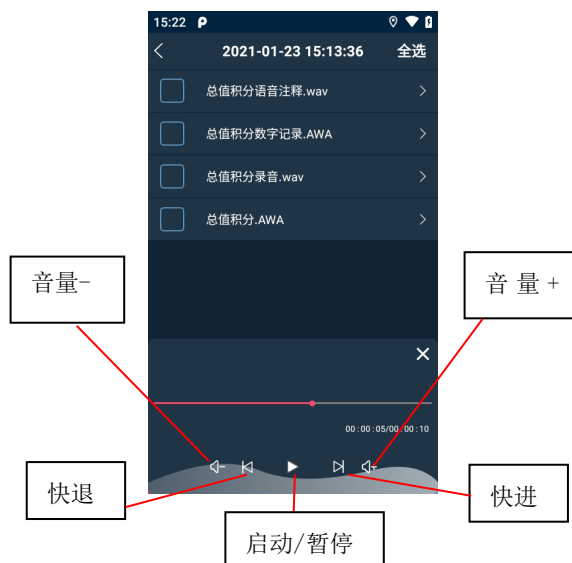 15:22
2021-01-23 15:13:36 全选
总值积分语音注释.wav
总值积分数字记录.AWA
总值积分录音.wav
总值积分.AWA
音量-
音量+
00:00:05/00:00:10
快退
快进
启动/暂停